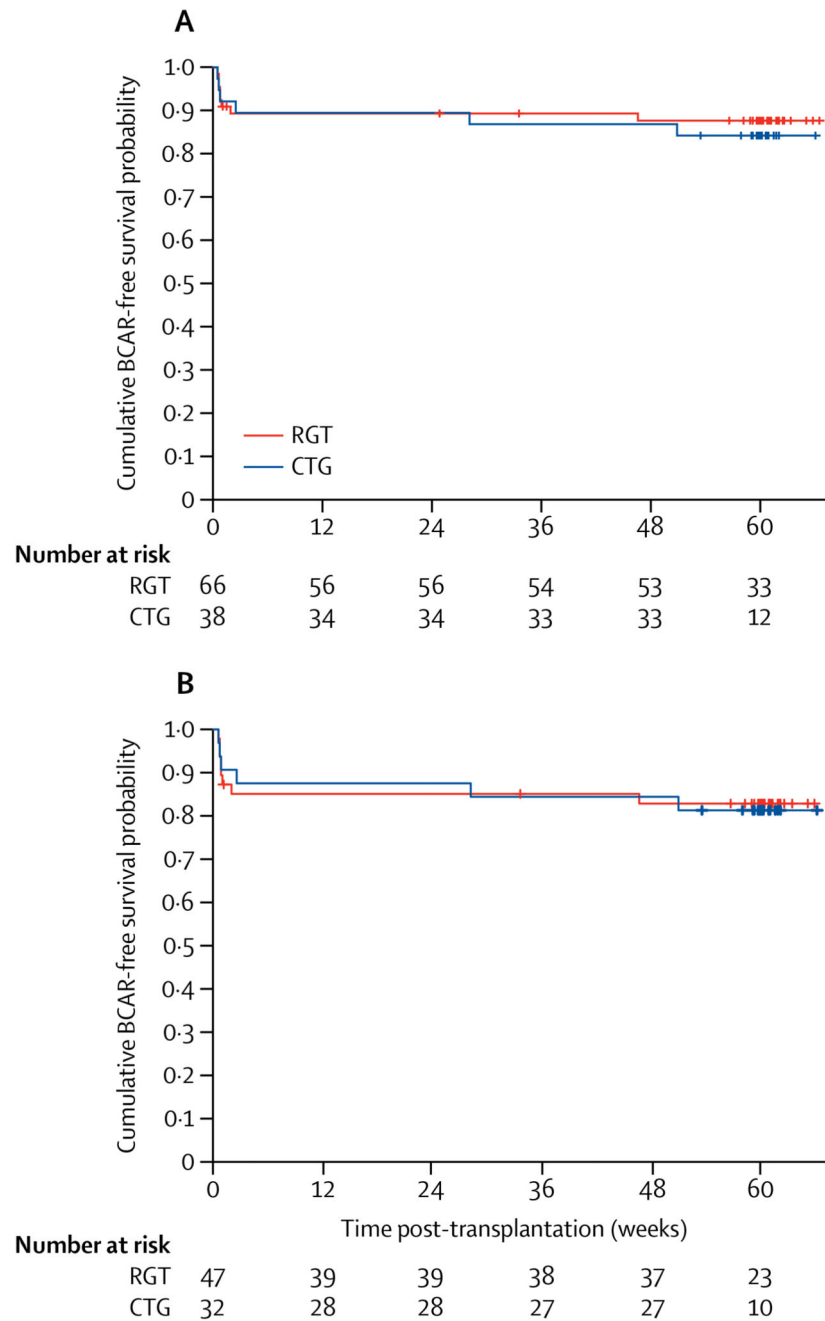 A
Cumulative BCAR-free survival probability
1·0
0·9
0·8
0·7
0·6
0·5
0·4
0·3
0·2
0·1
0
RGT
CTG
0 12 24 36 48 60
Number at risk
RGT 66 56 56 54 53 33
CTG 38 34 34 33 33 12
B
Cumulative BCAR-free survival probability
1·0
0·9
0·8
0·7
0·6
0·5
0·4
0·3
0·2
0·1
0
0 12 24 36 48 60
Time post-transplantation (weeks)
Number at risk
RGT 47 39 39 38 37 23
CTG 32 28 28 27 27 10